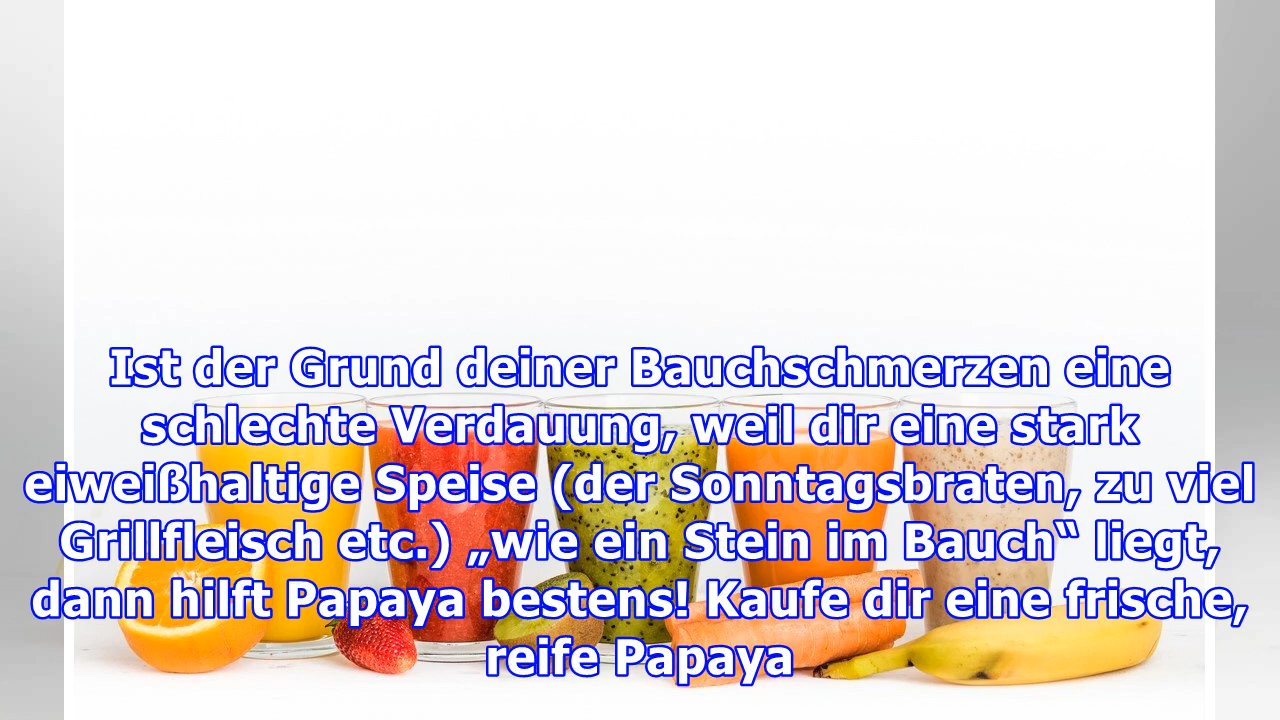 Ist der Grund deiner Bauchschmerzen eine
schlechte Verdauung, weil dir eine stark
eiweißhaltige Speise (der Sonntagsbraten, zu viel
Grillfleisch etc.) „wie ein Stein im Bauch“ liegt,
dann hilft Papaya bestens! Kaufe dir eine frische,
reife Papaya